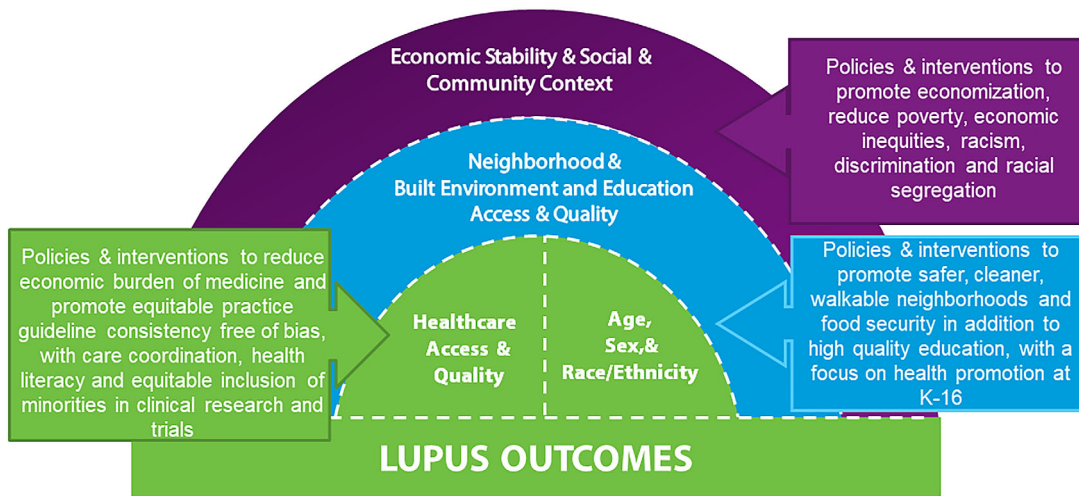 Economic Stability & Social &
Community Context
Policies & interventions to
promote economization,
reduce poverty, economic
inequities, racism,
discrimination and racial
segregation
Neighborhood &
Built Environment and Education
Access & Quality
Policies & interventions to reduce
economic burden of medicine and
promote equitable practice
guideline consistency free of bias,
with care coordination, health
literacy and equitable inclusion of
minorities in clinical research and
trials
Healthcare
Access &
Quality
Age,
Sex,&
Race/Ethnicity
Policies & interventions to
promote safer, cleaner,
walkable neighborhoods and
food security in addition to
high quality education, with a
focus on health promotion at
K-16
LUPUS OUTCOMES